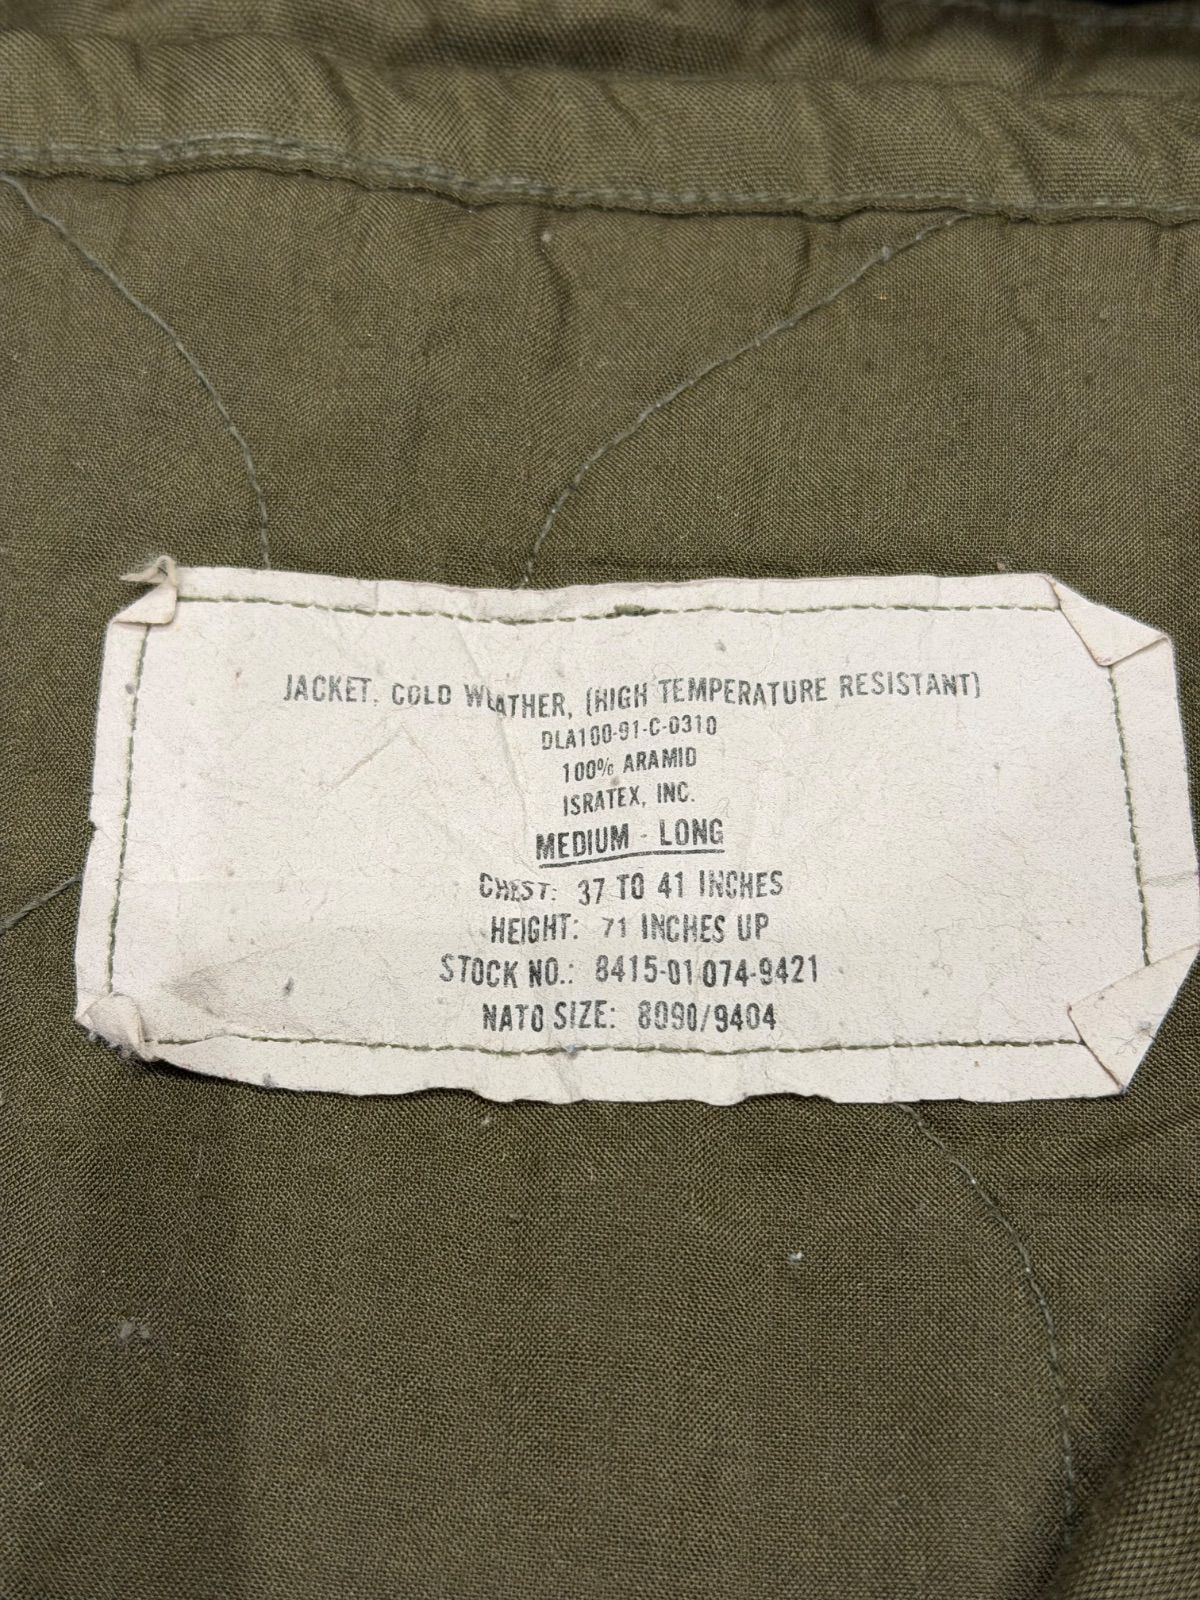 JACKET, COLD WEATHER, (HIGH TEMPERATURE RESISTANT)
DLA100-91-C-0310
100% ARAMID
ISRATEX, INC.
MEDIUM - LONG
CHEST: 37 TO 41 INCHES
HEIGHT: 71 INCHES UP
STOCK NO.: 8415-01 074-9421
NATO SIZE: 8090/9404